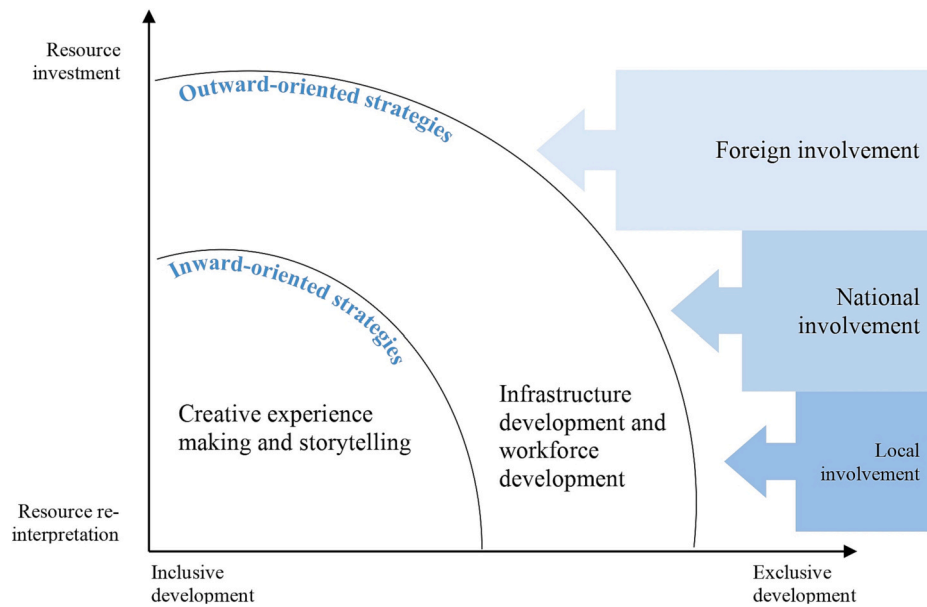 Resource
investment
Outward-oriented strategies
Foreign involvement
Inward-oriented strategies
National
involvement
Creative experience
making and storytelling
Infrastructure
development and
workforce
development
Local
involvement
Resource re-
interpretation
Inclusive
development
Exclusive
development